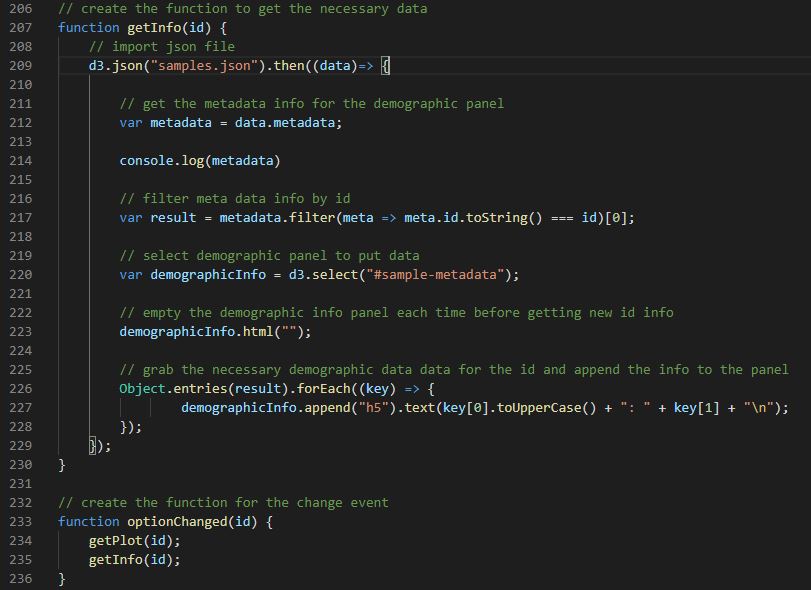 206 // create the function to get the necessary data
207 function getInfo(id) {
208     // import json file
209     d3.json("samples.json").then((data)=> {
210
211         // get the metadata info for the demographic panel
212         var metadata = data.metadata;
213
214         console.log(metadata)
215
216         // filter meta data info by id
217         var result = metadata.filter(meta => meta.id.toString() === id)[0];
218
219         // select demographic panel to put data
220         var demographicInfo = d3.select("#sample-metadata");
221
222         // empty the demographic info panel each time before getting new id info
223         demographicInfo.html("");
224
225         // grab the necessary demographic data data for the id and append the info to the panel
226         Object.entries(result).forEach((key) => {
227                 demographicInfo.append("h5").text(key[0].toUpperCase() + ": " + key[1] + "\n");
228         });
229     });
230 }
231
232 // create the function for the change event
233 function optionChanged(id) {
234     getPlot(id);
235     getInfo(id);
236 }